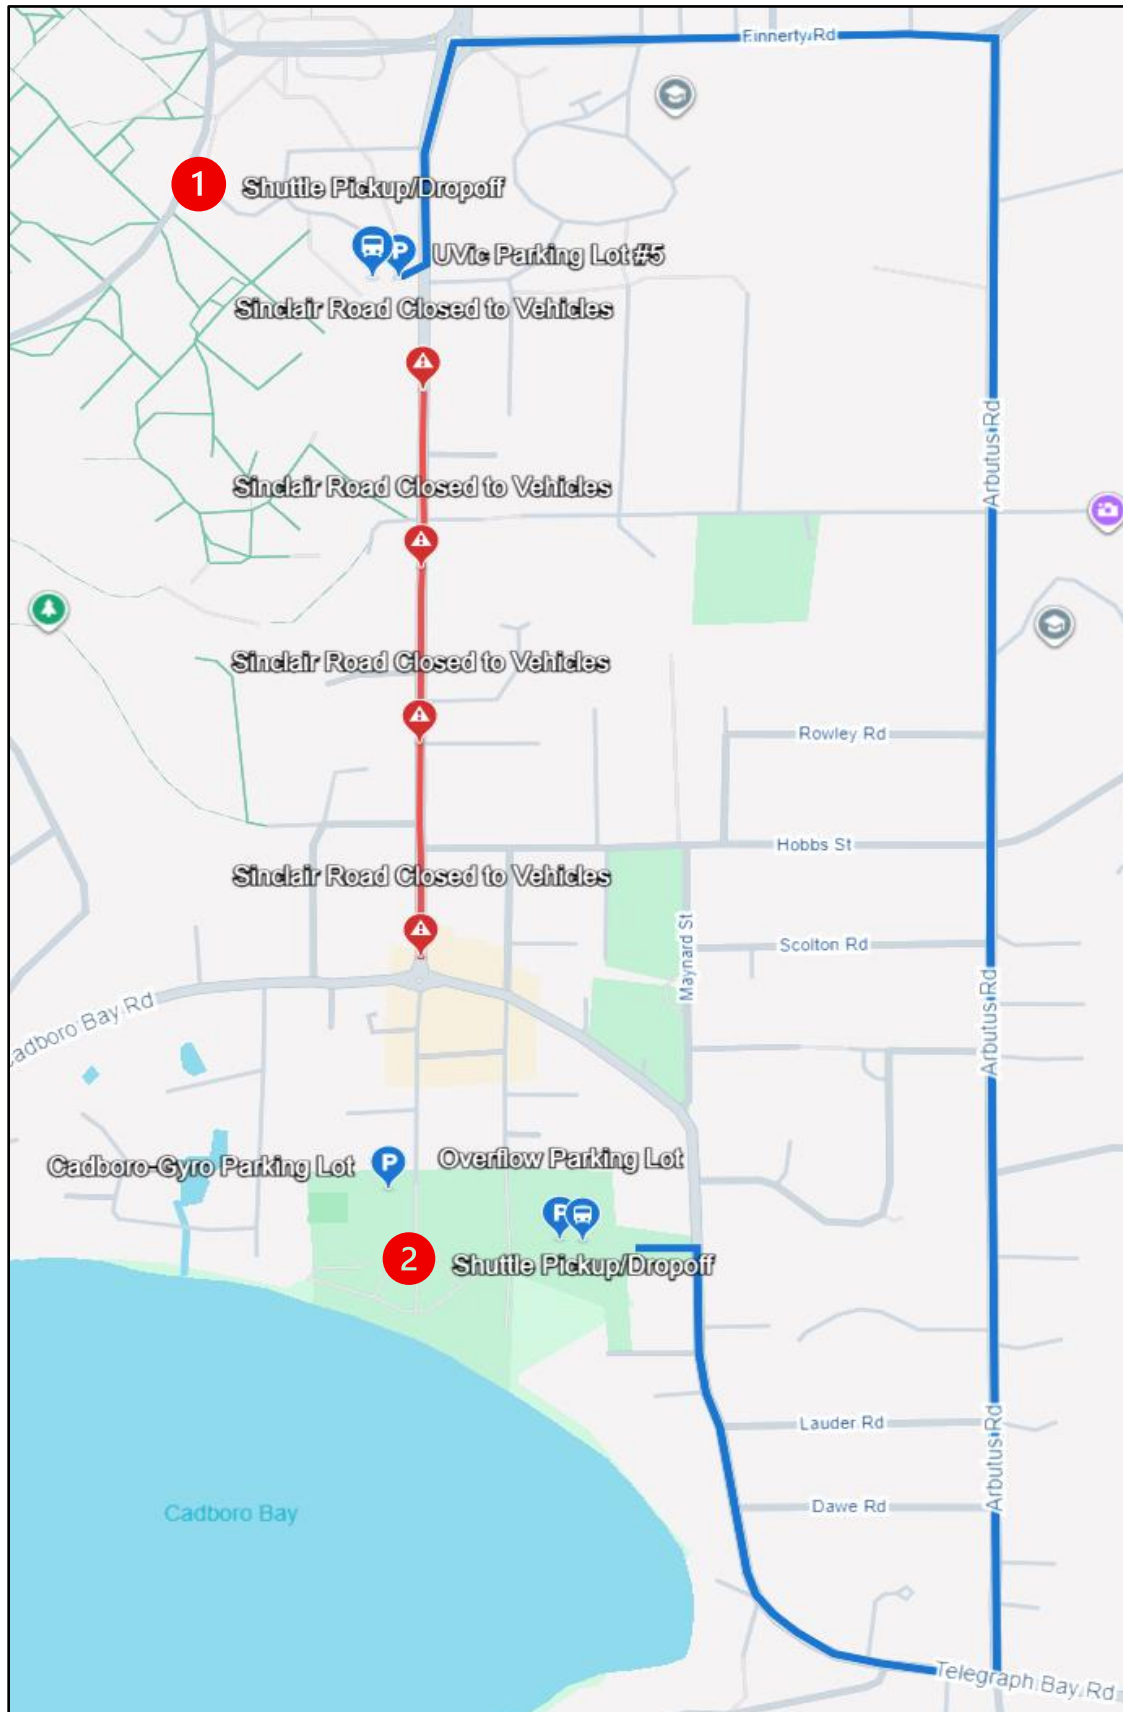 Finnerty Rd
1
Shuttle Pickup/Dropoff
P
UVic Parking Lot #5
Sinclair Road Closed to Vehicles
Arbutus Rd
Sinclair Road Closed to Vehicles
Sinclair Road Closed to Vehicles
Rowley Rd
Hobbs St
Sinclair Road Closed to Vehicles
Maynard St
Scolton Rd
Cadboro Bay Rd
Arbutus Rd
Cadboro-Gyro Parking Lot
P
Overflow Parking Lot
P
2
Shuttle Pickup/Dropoff
Lauder Rd
Arbutus Rd
Dawe Rd
Cadboro Bay
Telegraph Bay Rd